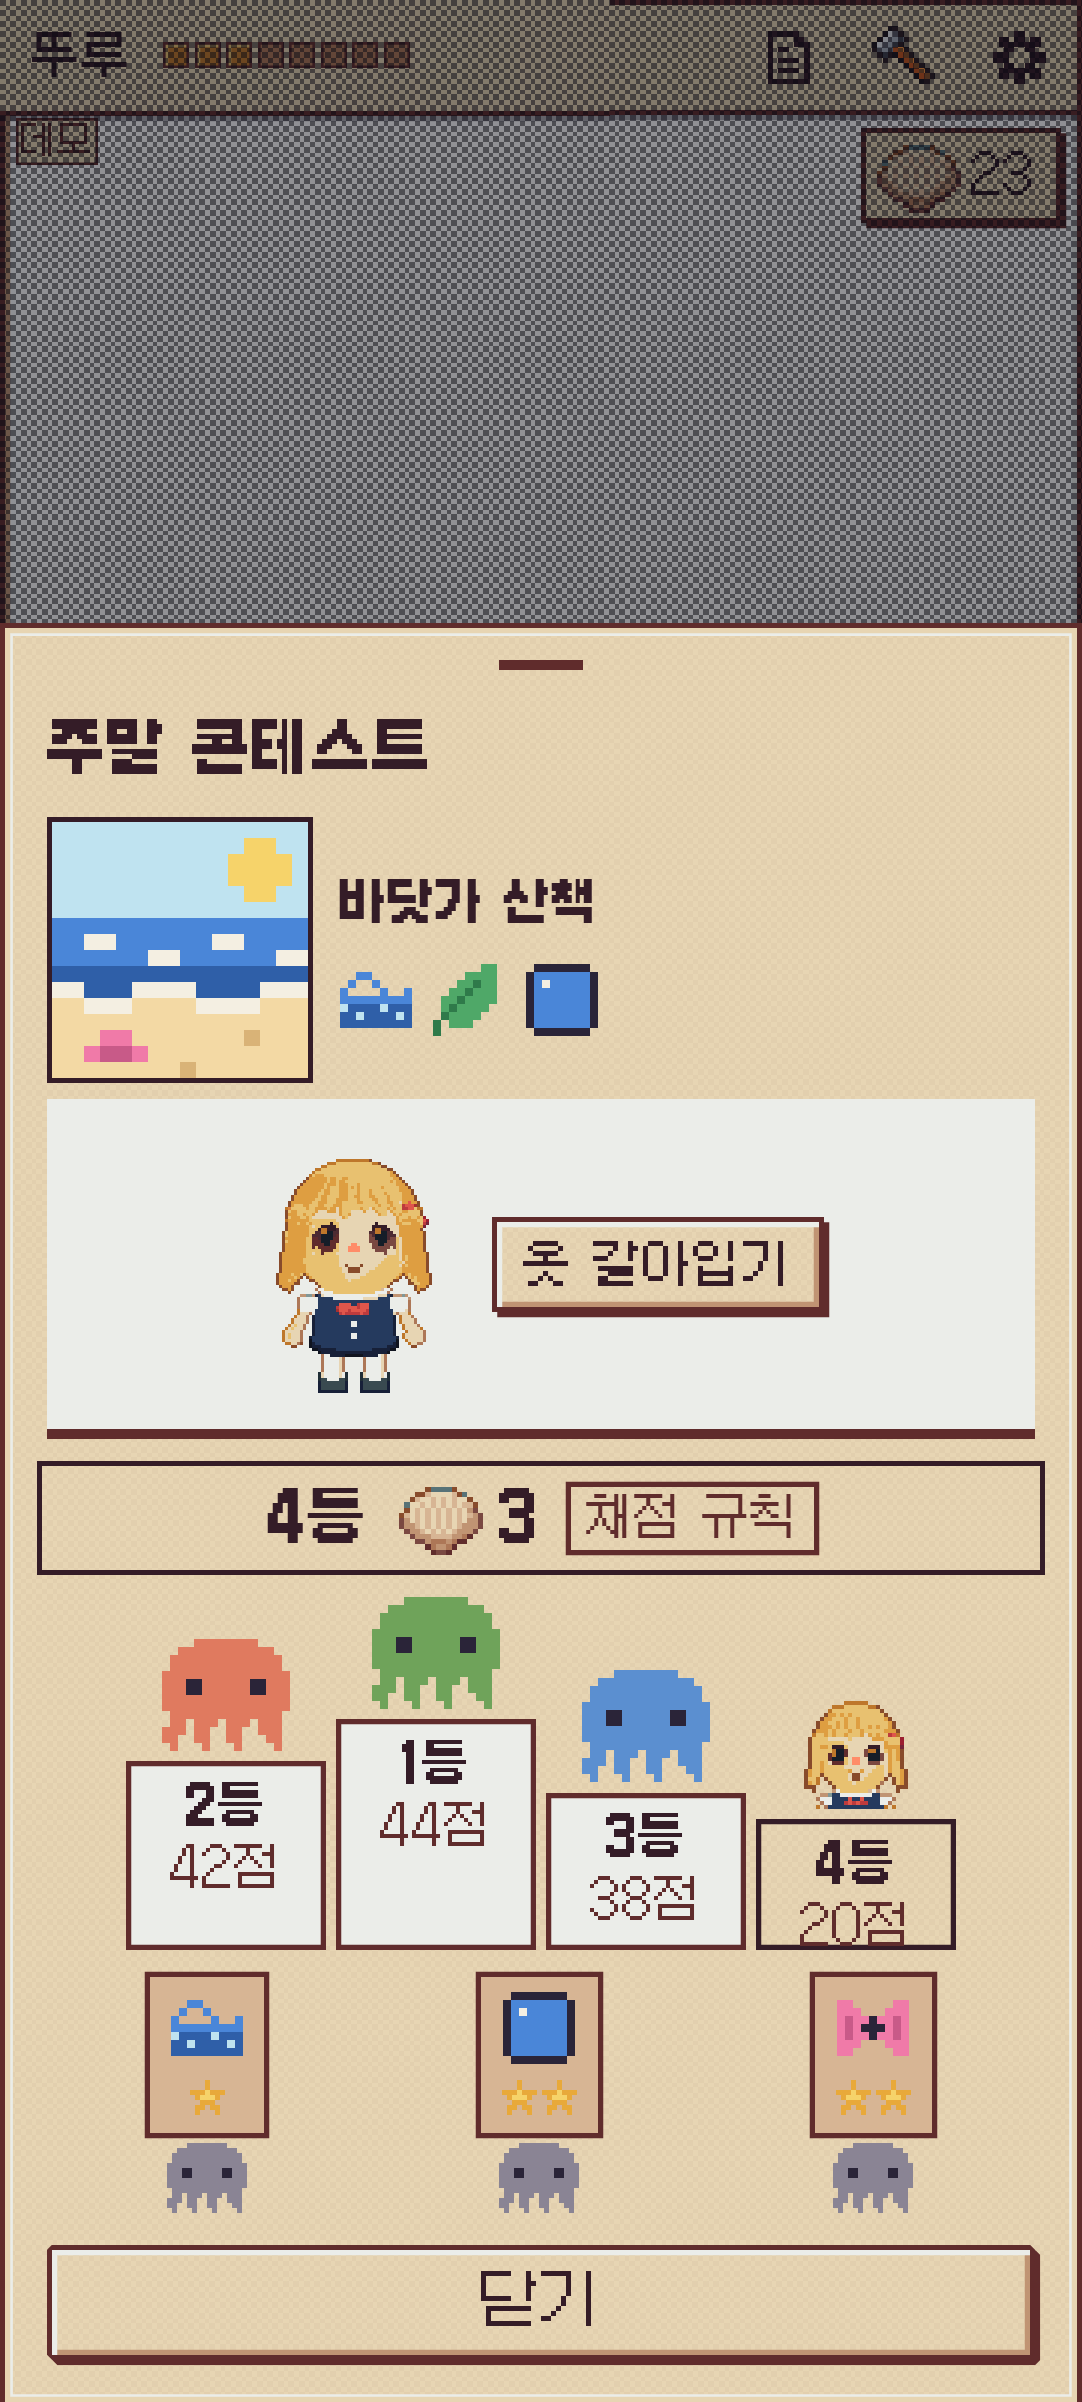 뚜루
데모
23
주말 콘테스트
바닷가 산책
옷 갈아입기
4등 3 채점 규칙
1등
44점
2등
42점
3등
38점
4등
20점
닫기